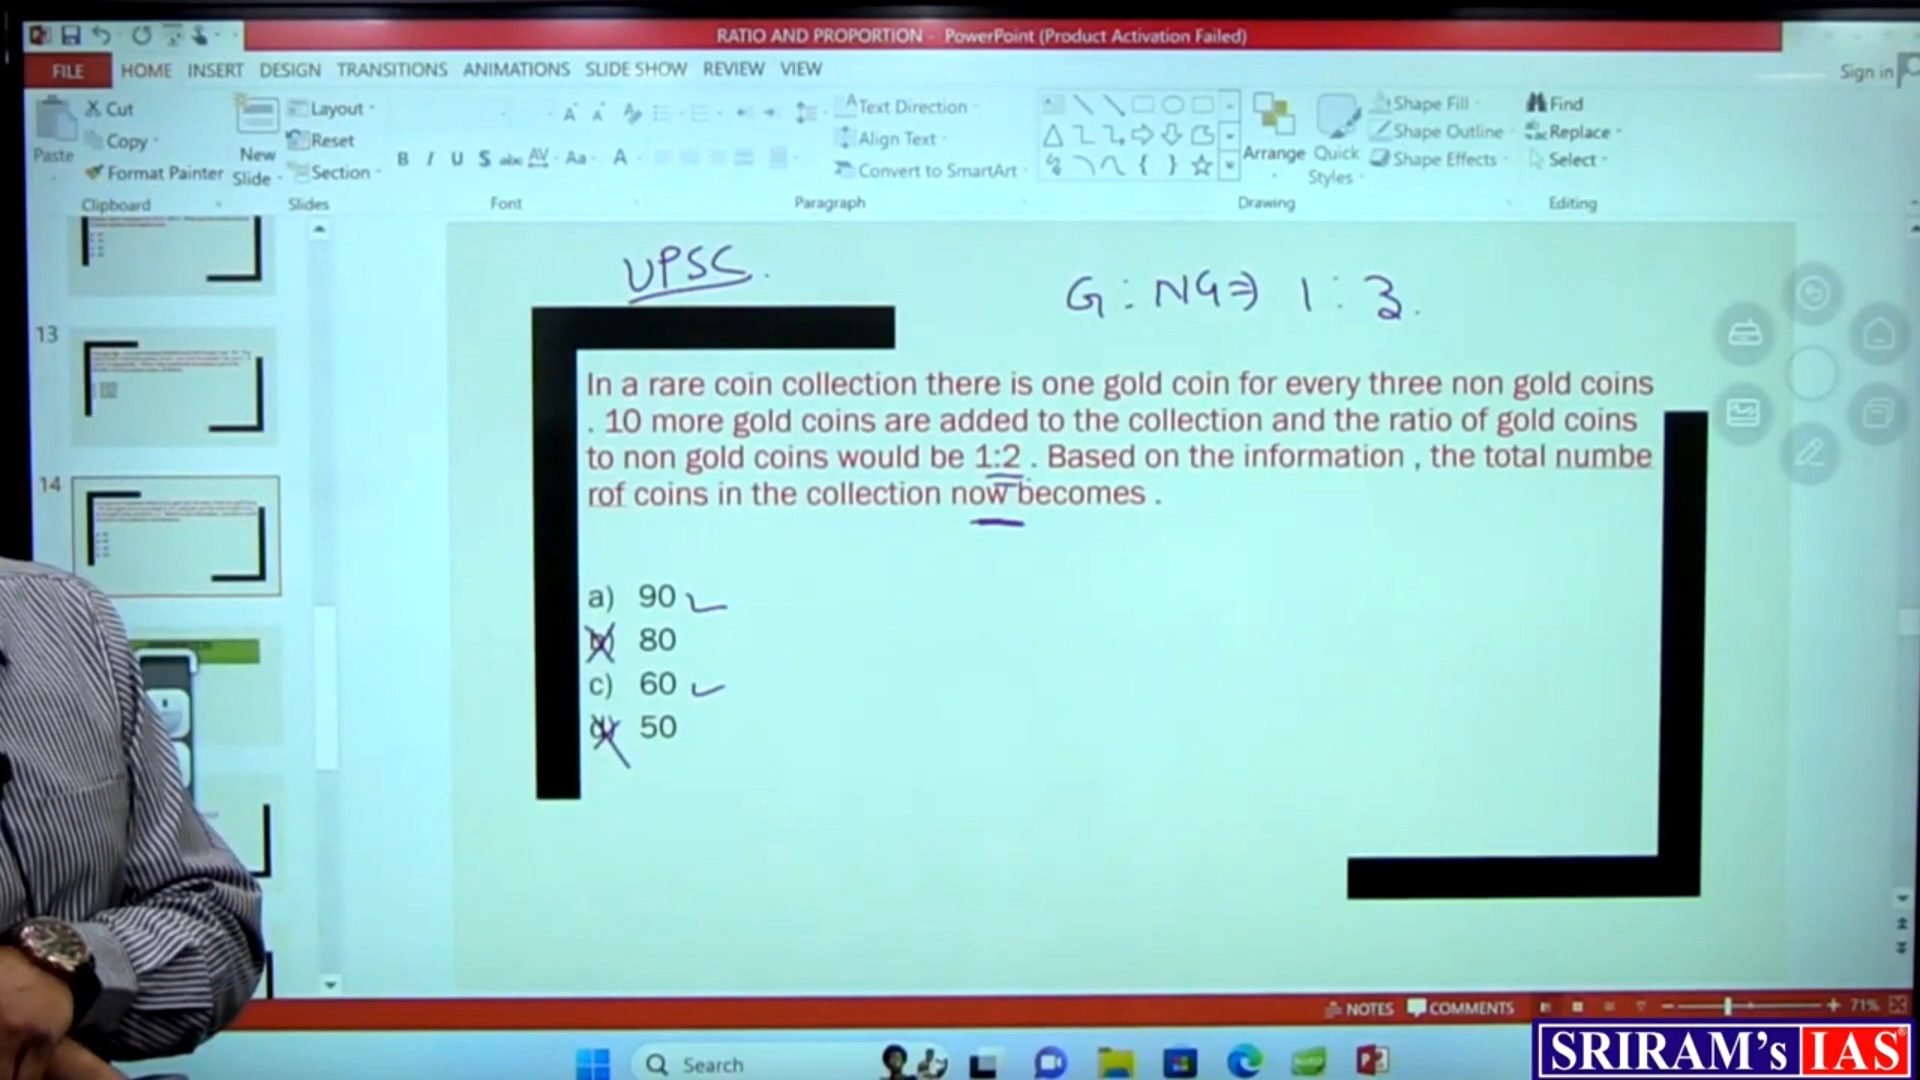 RATIO AND PROPORTION - PowerPoint (Product Activation Failed)
FILE HOME INSERT DESIGN TRANSITIONS ANIMATIONS SLIDE SHOW REVIEW VIEW
Sign in
Paste
Cut
Copy
Format Painter
Clipboard
New Slide
Layout
Reset
Section
Slides
B I U S abc AV Aa A
Font
Text Direction
Align Text
Convert to SmartArt
Paragraph
Arrange
Quick Styles
Shape Fill
Shape Outline
Shape Effects
Drawing
Find
Replace
Select
Editing
13
14
UPSC.
G : NG ⇒ 1 : 3.
In a rare coin collection there is one gold coin for every three non gold coins
. 10 more gold coins are added to the collection and the ratio of gold coins
to non gold coins would be 1:2 . Based on the information , the total numbe
rof coins in the collection now becomes .
a) 90
b) 80
c) 60
d) 50
NOTES COMMENTS 71%
Search
SRIRAM's IAS